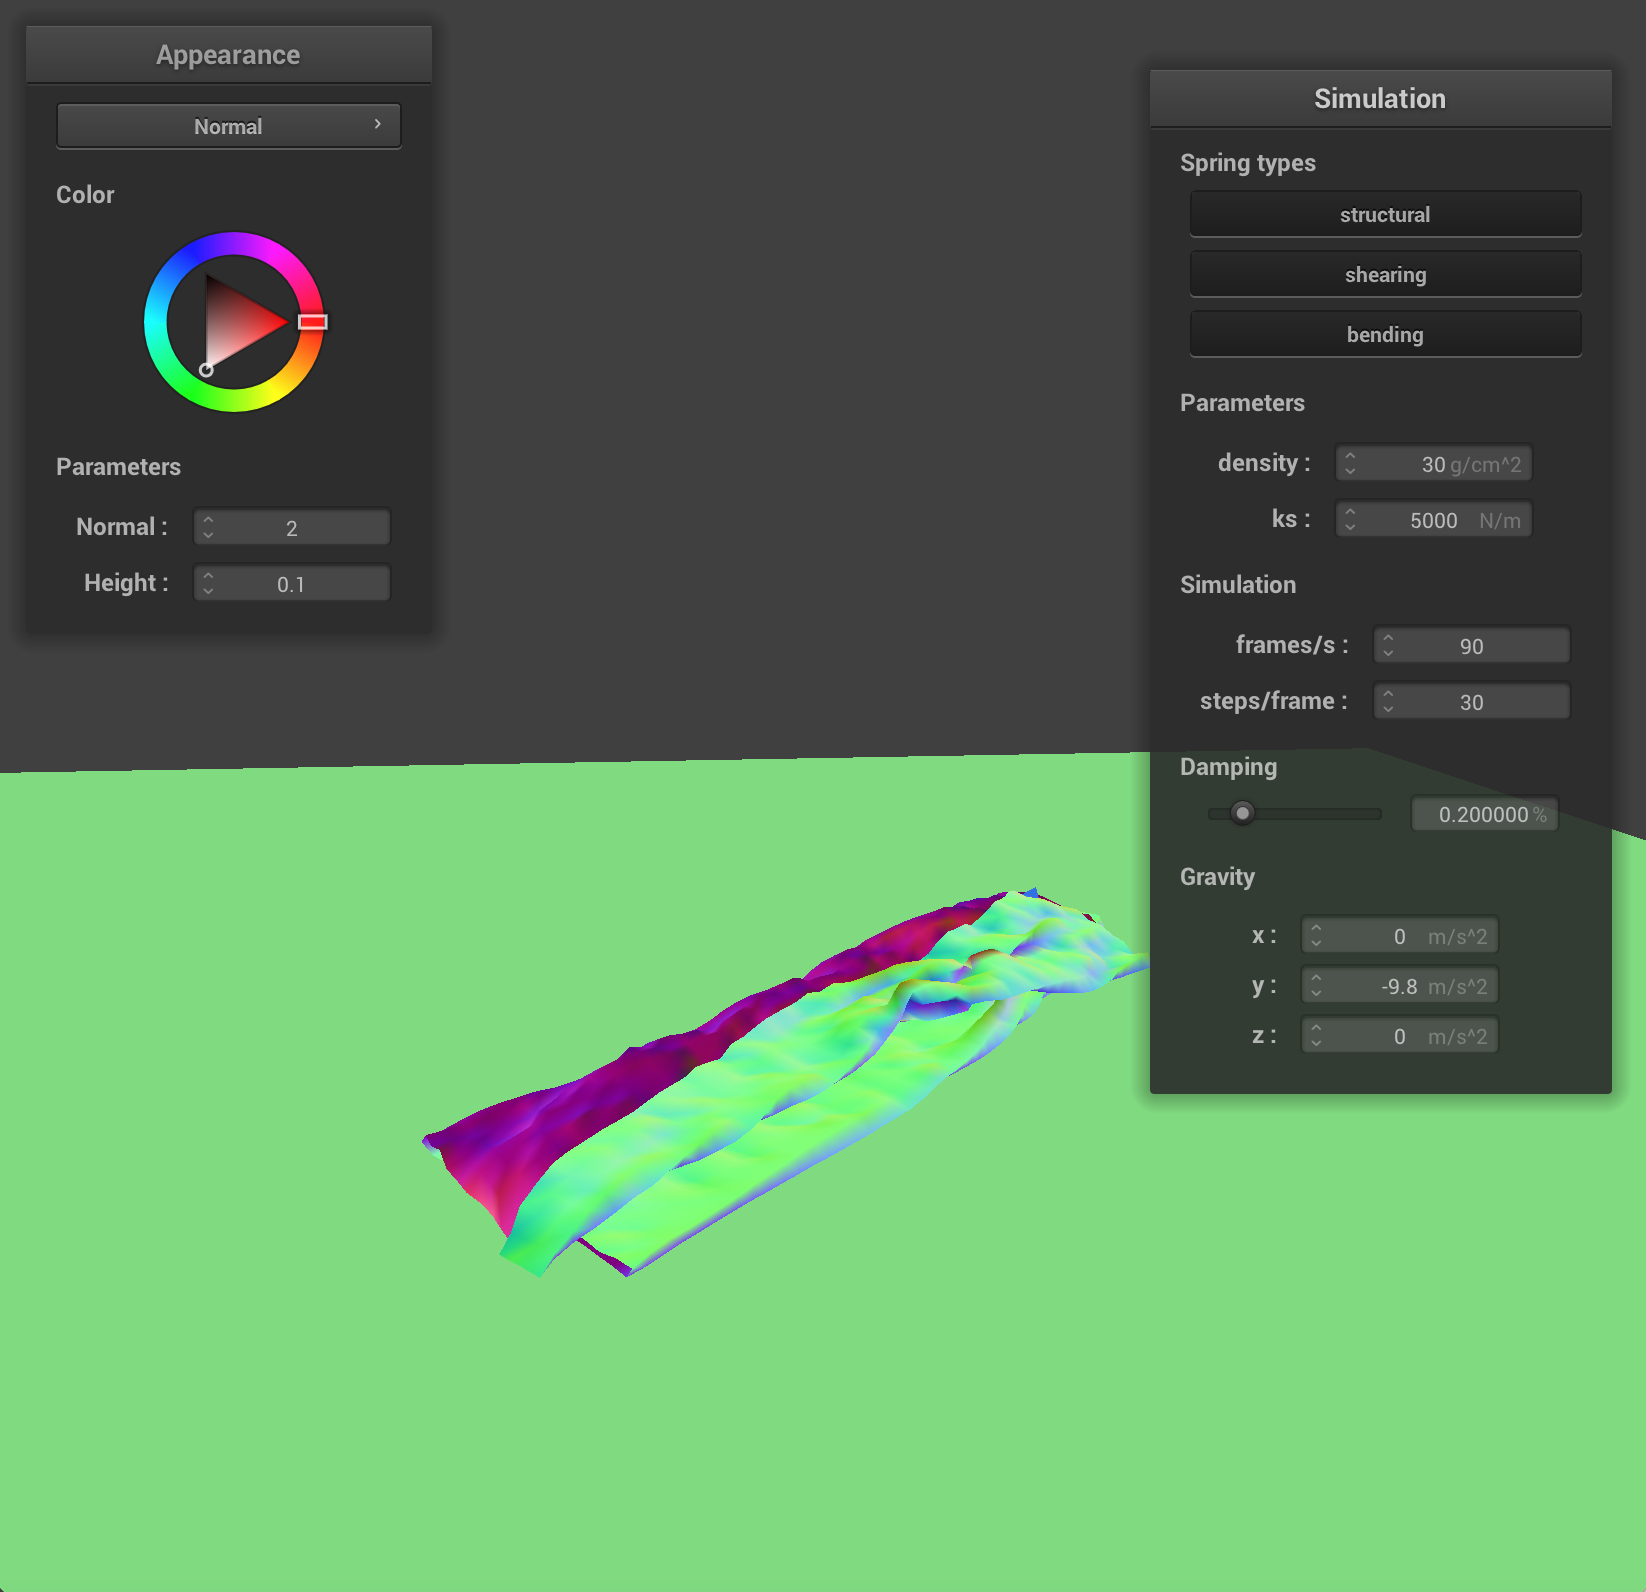 Appearance
Normal
Color
Parameters
Normal : 2
Height : 0.1
Simulation
Spring types
structural
shearing
bending
Parameters
density : 30 g/cm^2
ks : 5000 N/m
Simulation
frames/s : 90
steps/frame : 30
Damping
0.200000 %
Gravity
x : 0 m/s^2
y : -9.8 m/s^2
z : 0 m/s^2